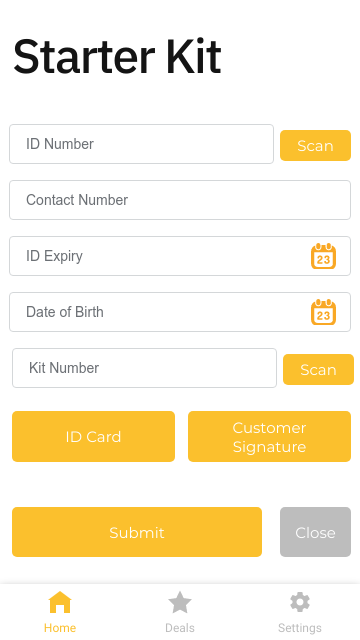 Starter Kit
ID Number
Scan
Contact Number
ID Expiry
23
Date of Birth
23
Kit Number
Scan
ID Card
Customer
Signature
Submit
Close
Home
Deals
Settings